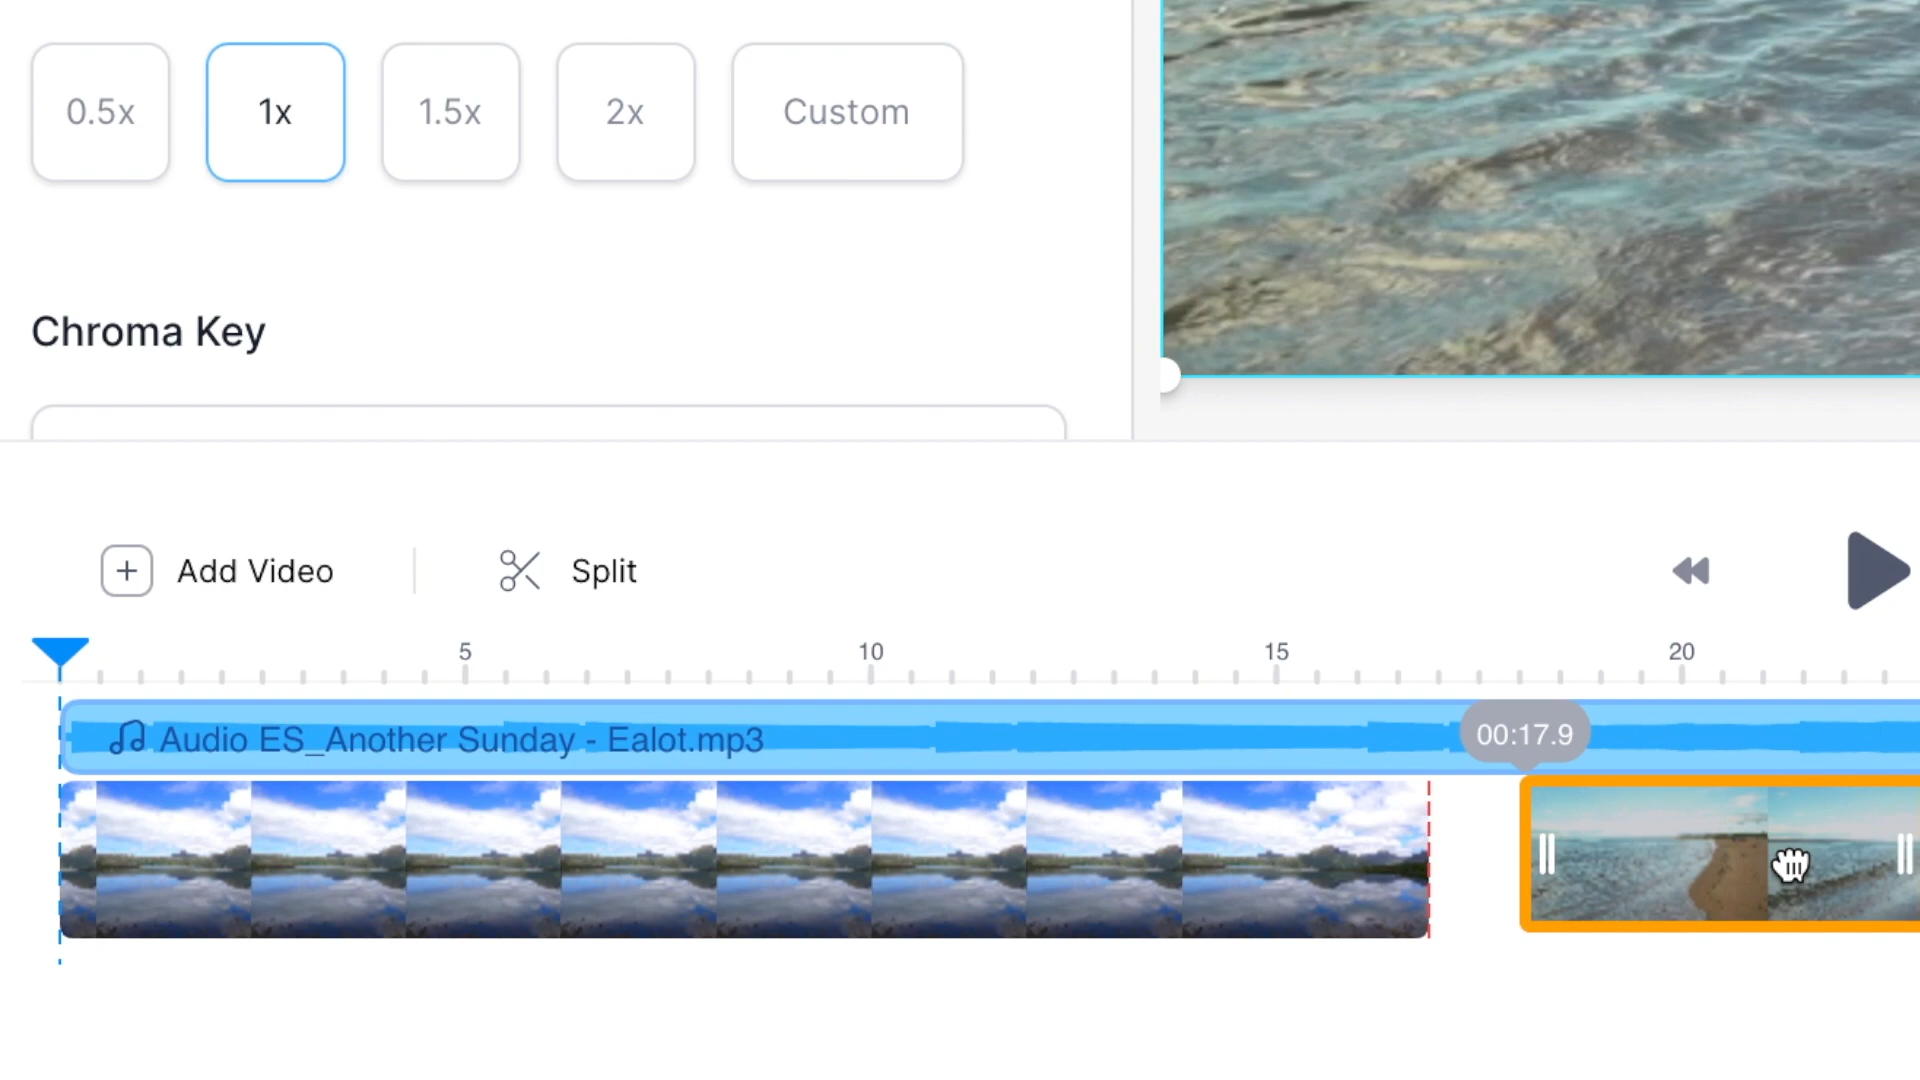 0.5x 1x 1.5x 2x Custom
Chroma Key
Add Video Split
5 10 15 20
Audio ES_Another Sunday - Ealot.mp3
00:17.9